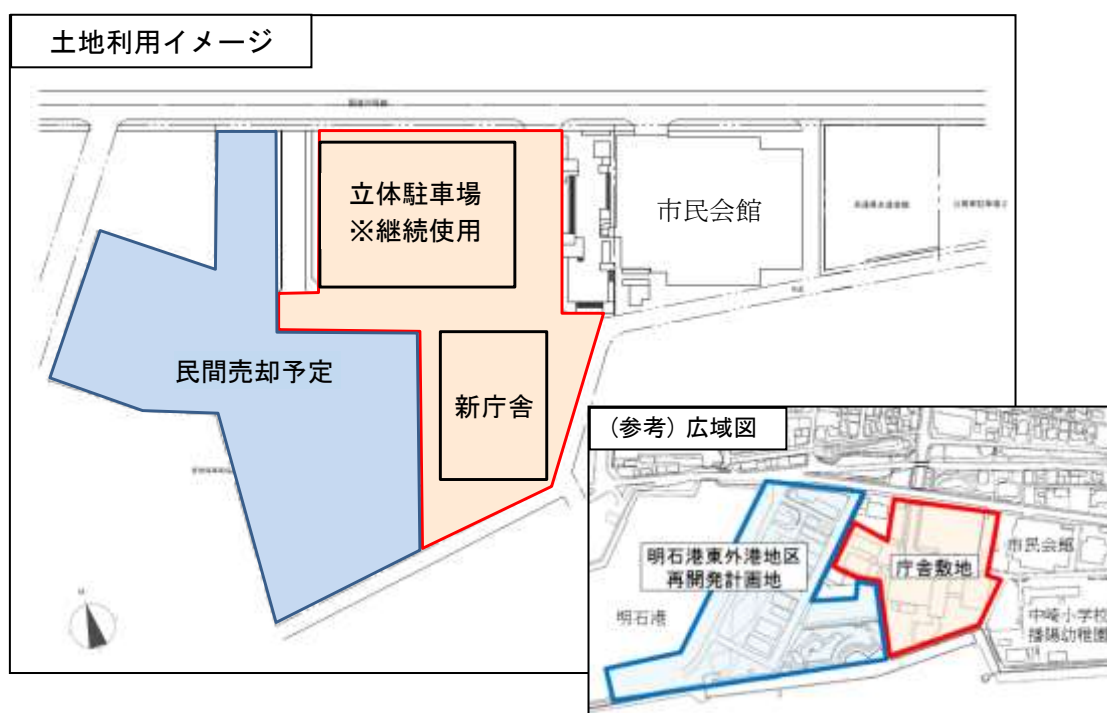 土地利用イメージ
立体駐車場
※継続使用
市民会館
民間売却予定
新庁舎
(参考) 広域図
明石港東外港地区
再開発計画地
庁舎敷地
市民会館
明石港
中崎小学校
播陽幼稚園